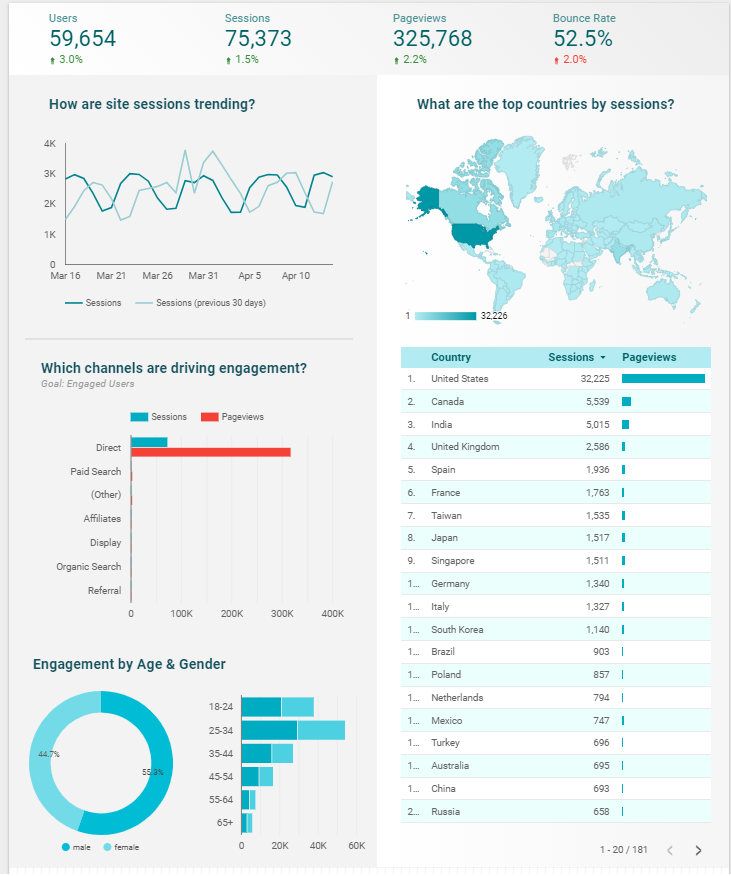 Users Sessions Pageviews Bounce Rate
59,654 75,373 325,768 52.5%
3.0% 1.5% 2.2% 2.0%
How are site sessions trending?
4K
3K
2K
1K
0
Mar 16 Mar 21 Mar 26 Mar 31 Apr 5 Apr 10
Sessions Sessions (previous 30 days)
Which channels are driving engagement?
Goal: Engaged Users
Sessions Pageviews
Direct
Paid Search
(Other)
Affiliates
Display
Organic Search
Referral
0 100K 200K 300K 400K
Engagement by Age & Gender
44.7%
55.3%
male female
18-24
25-34
35-44
45-54
55-64
65+
0 20K 40K 60K
What are the top countries by sessions?
1 32,226
Country Sessions Pageviews
1. United States 32,225
2. Canada 5,539
3. India 5,015
4. United Kingdom 2,586
5. Spain 1,936
6. France 1,763
7. Taiwan 1,535
8. Japan 1,517
9. Singapore 1,511
1... Germany 1,340
1... Italy 1,327
1... South Korea 1,140
1... Brazil 903
1... Poland 857
1... Netherlands 794
1... Mexico 747
1... Turkey 696
1... Australia 695
1... China 693
2... Russia 658
1 - 20 / 181